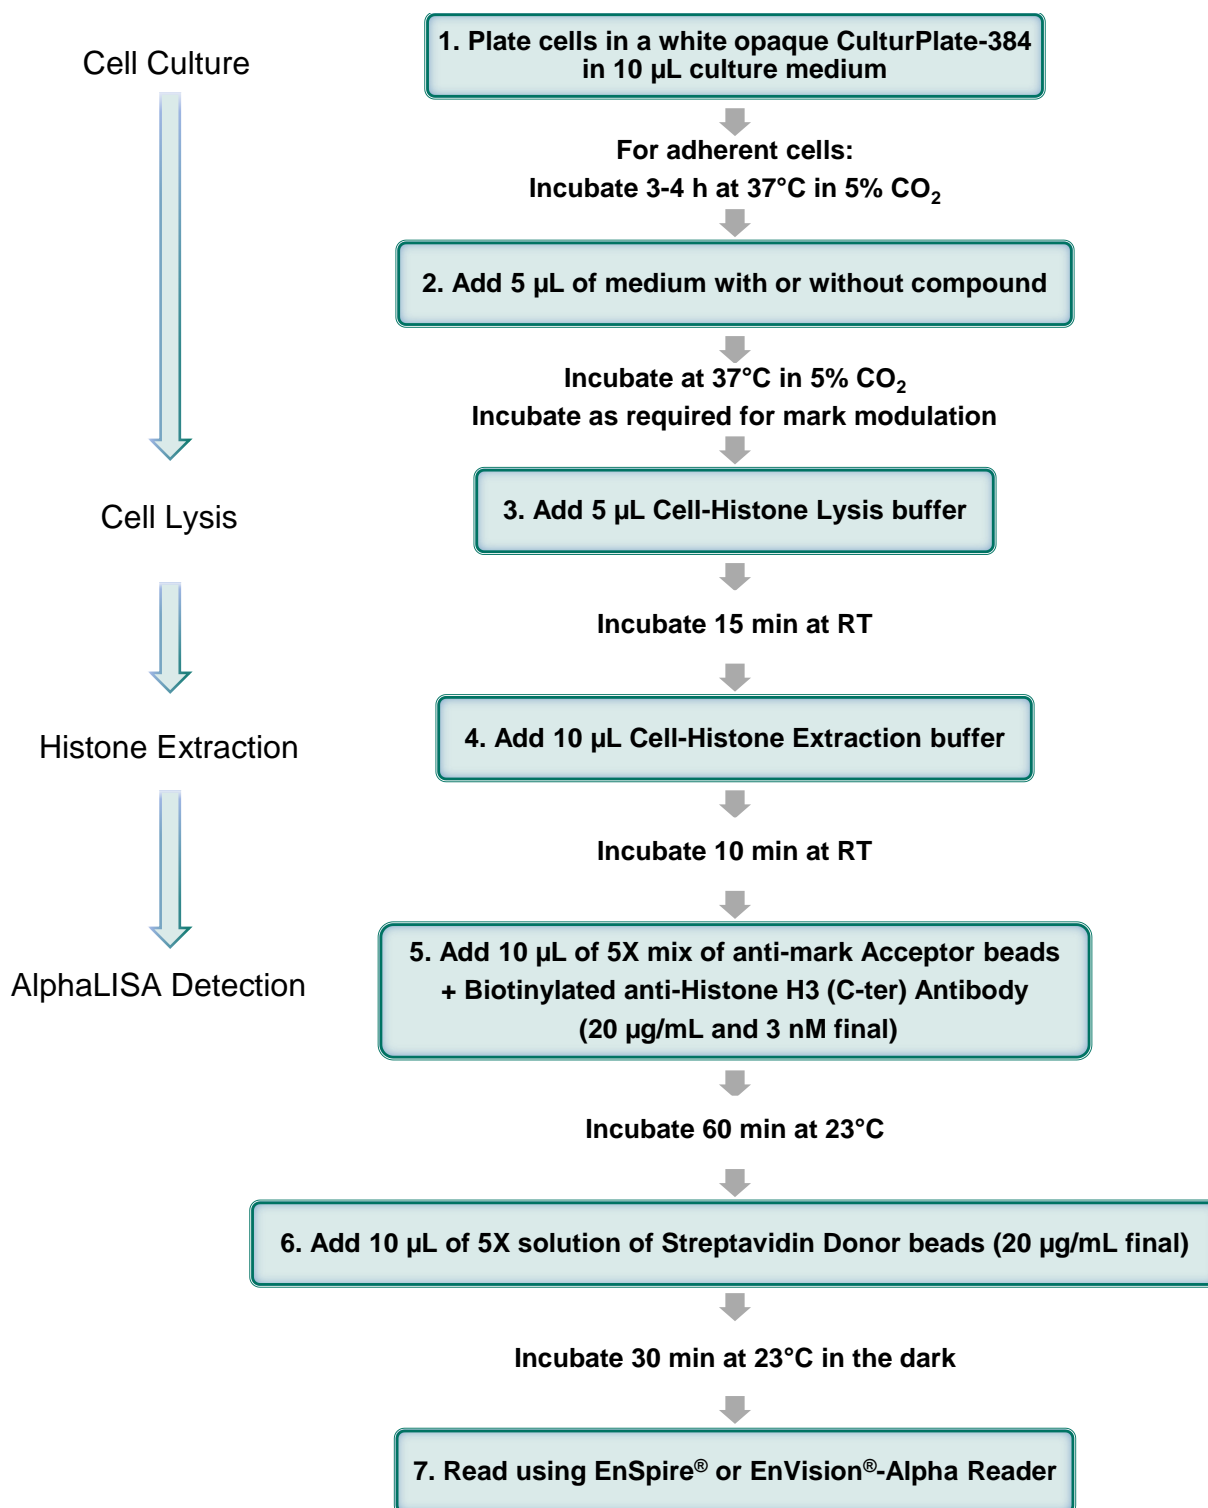 Cell Culture
1. Plate cells in a white opaque CulturPlate-384
in 10 µL culture medium
For adherent cells:
Incubate 3-4 h at 37°C in 5% CO₂
2. Add 5 µL of medium with or without compound
Incubate at 37°C in 5% CO₂
Incubate as required for mark modulation
Cell Lysis
3. Add 5 µL Cell-Histone Lysis buffer
Incubate 15 min at RT
Histone Extraction
4. Add 10 µL Cell-Histone Extraction buffer
Incubate 10 min at RT
AlphaLISA Detection
5. Add 10 µL of 5X mix of anti-mark Acceptor beads
+ Biotinylated anti-Histone H3 (C-ter) Antibody
(20 µg/mL and 3 nM final)
Incubate 60 min at 23°C
6. Add 10 µL of 5X solution of Streptavidin Donor beads (20 µg/mL final)
Incubate 30 min at 23°C in the dark
7. Read using EnSpire® or EnVision®-Alpha Reader